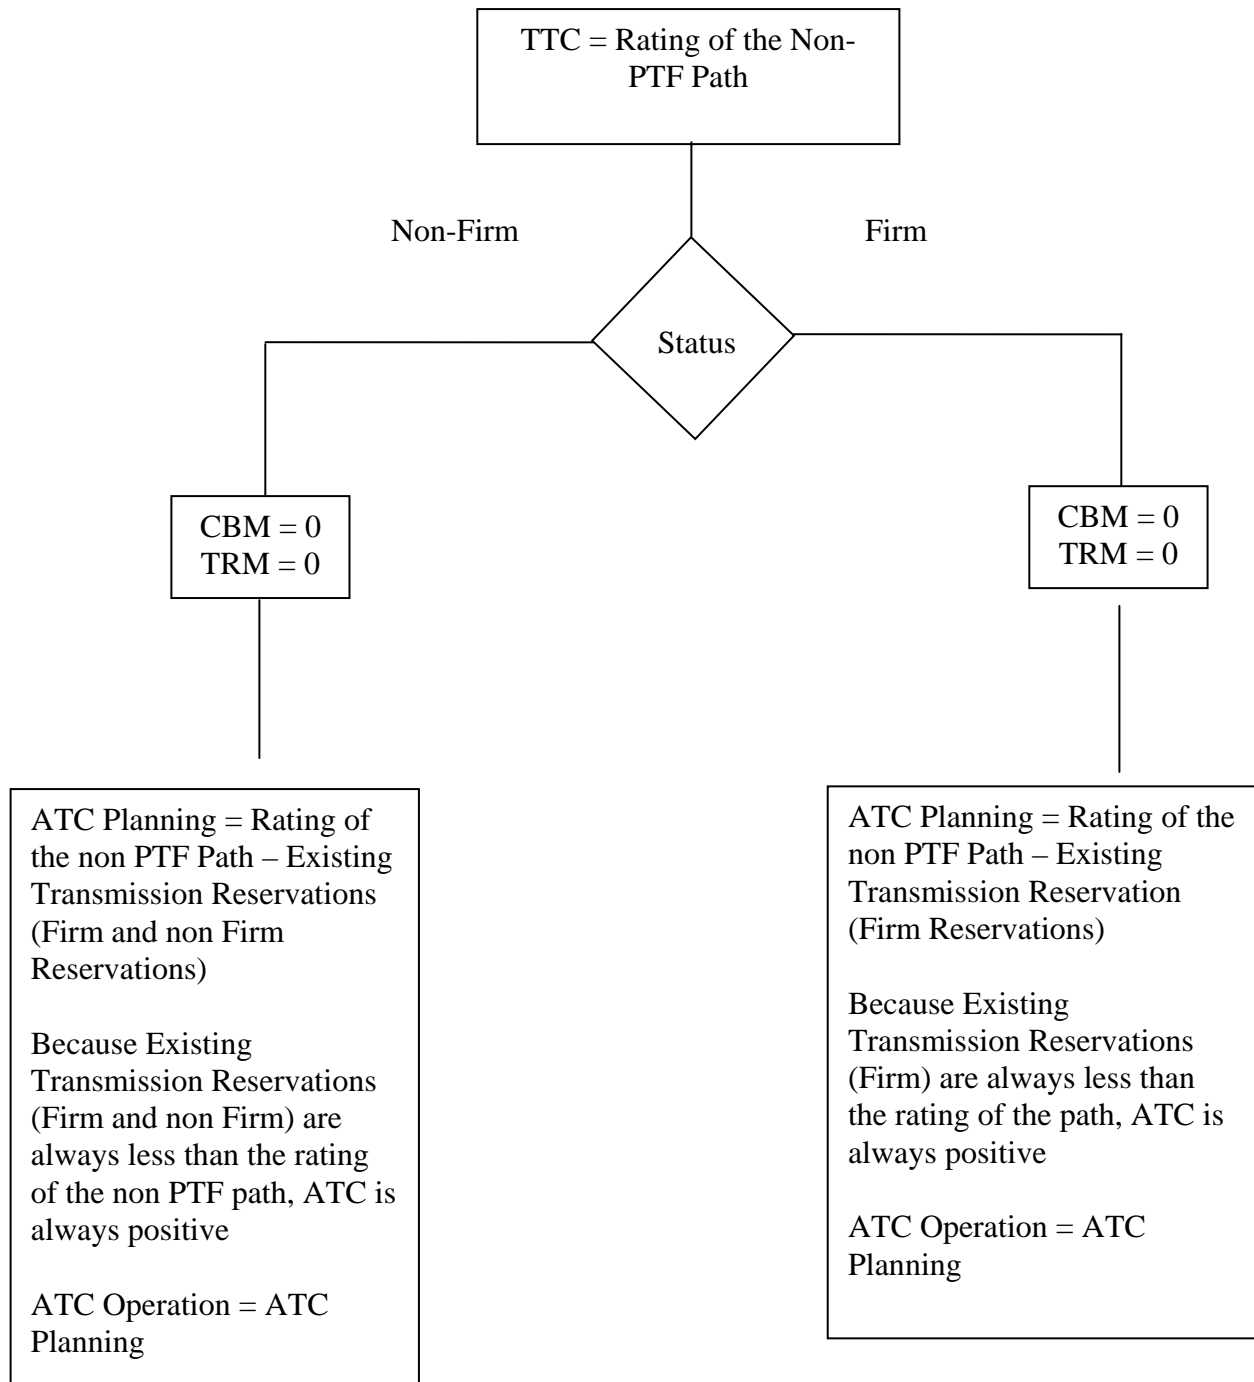 TTC = Rating of the Non-
PTF Path
Non-Firm
Firm
Status
CBM = 0
TRM = 0
CBM = 0
TRM = 0
ATC Planning = Rating of
the non PTF Path – Existing
Transmission Reservations
(Firm and non Firm
Reservations)
Because Existing
Transmission Reservations
(Firm and non Firm) are
always less than the rating
of the non PTF path, ATC is
always positive
ATC Operation = ATC
Planning
ATC Planning = Rating of the
non PTF Path – Existing
Transmission Reservation
(Firm Reservations)
Because Existing
Transmission Reservations
(Firm) are always less than
the rating of the path, ATC is
always positive
ATC Operation = ATC
Planning